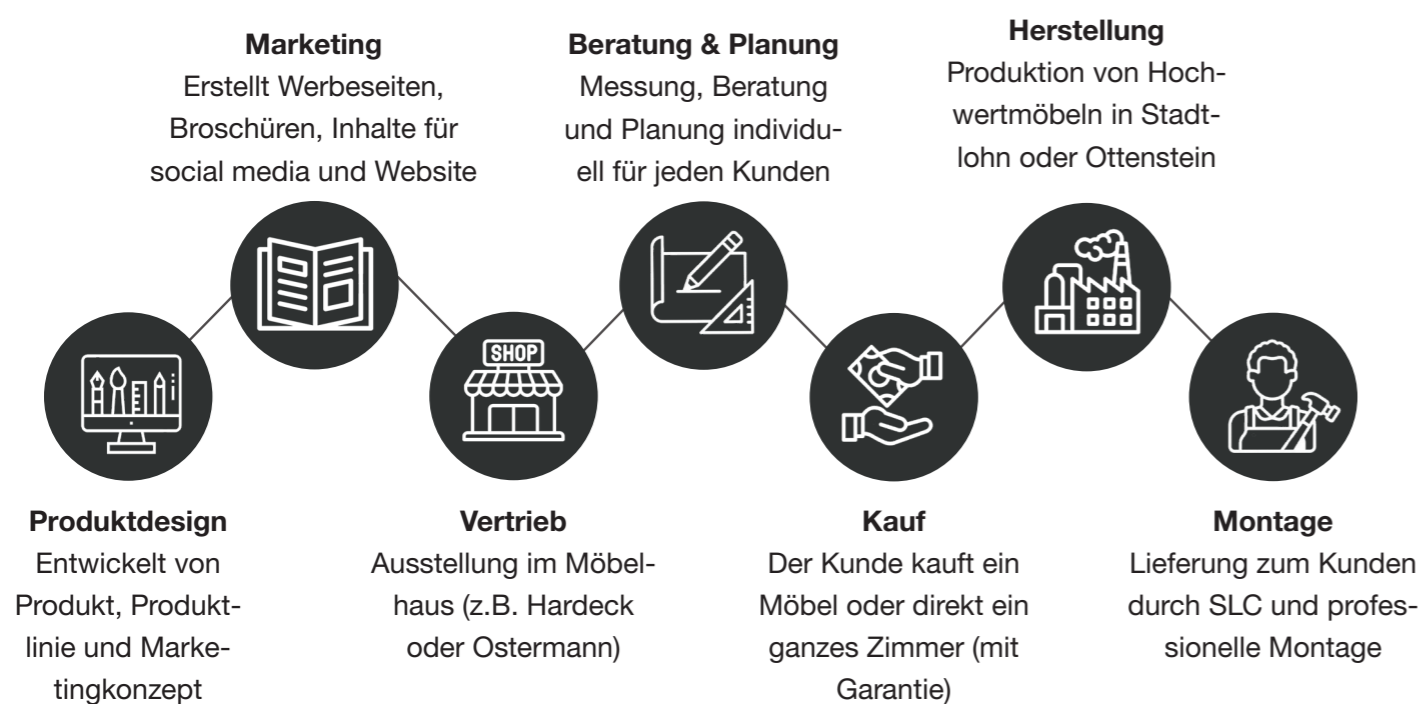 Marketing
Erstellt Werbeseiten,
Broschüren, Inhalte für
social media und Website
Beratung & Planung
Messung, Beratung
und Planung individu-
ell für jeden Kunden
Herstellung
Produktion von Hoch-
wertmöbeln in Stadt-
lohn oder Ottenstein
SHOP
Produktdesign
Entwickelt von
Produkt, Produkt-
linie und Marke-
tingkonzept
Vertrieb
Ausstellung im Möbel-
haus (z.B. Hardeck
oder Ostermann)
Kauf
Der Kunde kauft ein
Möbel oder direkt ein
ganzes Zimmer (mit
Garantie)
Montage
Lieferung zum Kunden
durch SLC und profes-
sionelle Montage